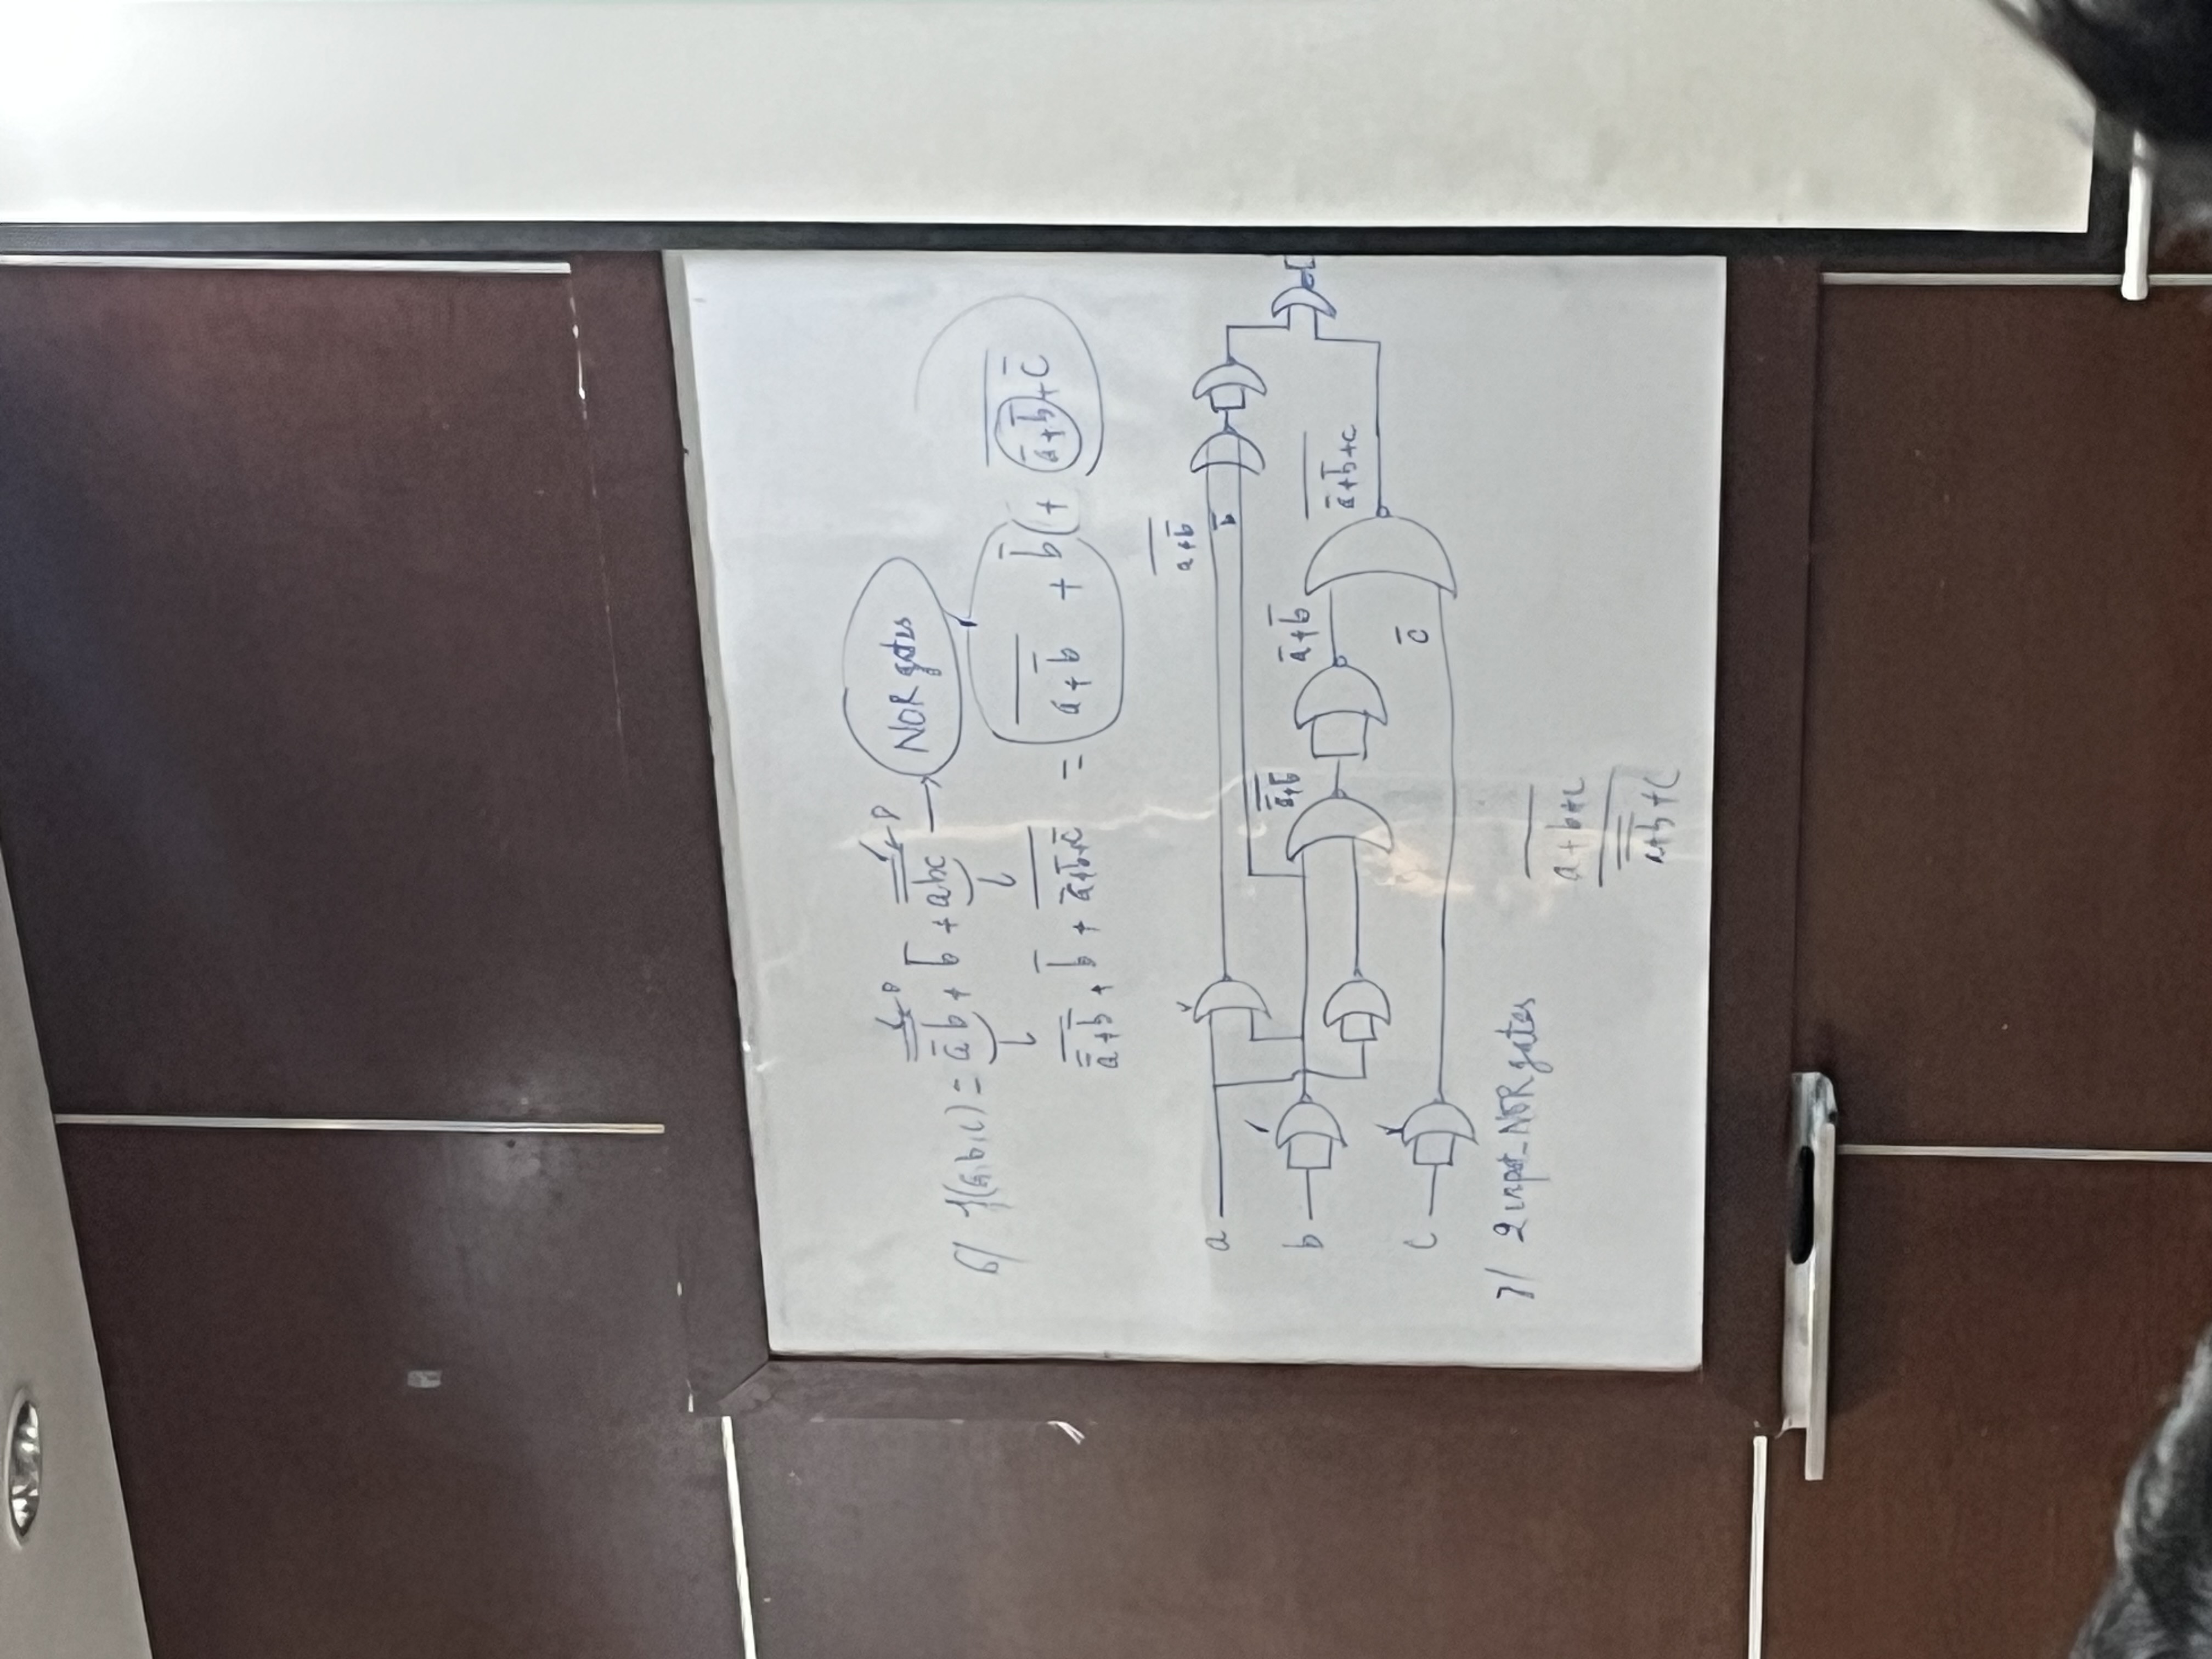 6/ f(a,b,c) = \overline{\overline{\bar{a} b}} + \bar{b} + \overline{\overline{abc}} → NOR gates
\overline{\bar{\bar{a}}+\bar{b}} + \bar{b} + \overline{\bar{a}+\bar{b}+\bar{c}} = \overline{a+\bar{b}} + \bar{b} + \overline{\bar{a}+\bar{b}+\bar{c}}
\overline{a+\bar{b}}
a
\bar{b}
\overline{\bar{a}+\bar{b}}
\bar{a}+\bar{b}
b
\overline{\bar{a}+\bar{b}+c}
c
\bar{c}
7/ 2 input-NOR gates
\overline{a+b+c}
\overline{\overline{\overline{a+b}}+c}